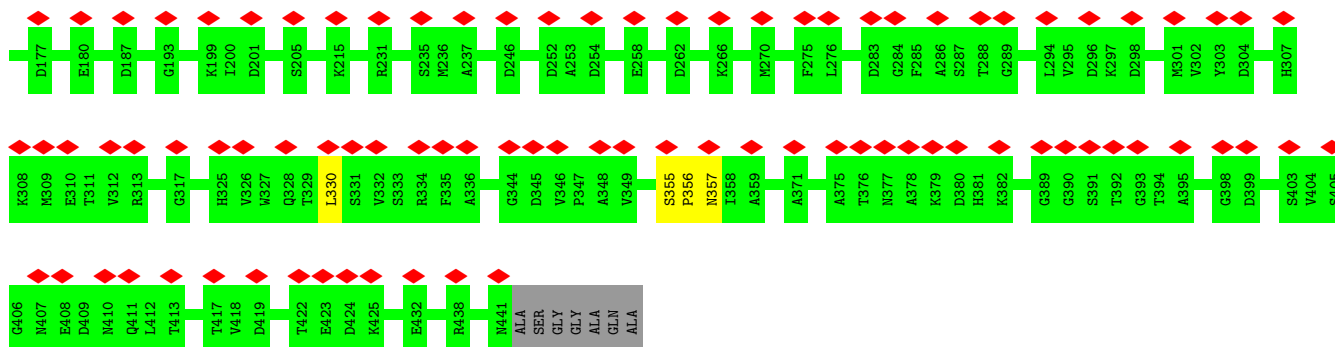 D177 E180 D187 G193 K199 I200 D201 S205 K215 R231 S235 M236 A237 D246 D252 A253 D254 E258 D262 K266 M270 F275 L276 D283 G284 F285 A286 S287 T288 G289 L294 V295 D296 K297 D298 M301 V302 Y303 D304 H307
K308 M309 E310 T311 V312 R313 G317 H325 V326 W327 Q328 T329 L330 S331 V332 S333 R334 F335 A336 G344 D345 V346 P347 A348 V349 S355 P356 N357 I358 A359 A371 A375 T376 N377 A378 K379 D380 H381 K382 G389 G390 S391 T392 G393 T394 A395 G398 D399 S403 V404 S405
G406 N407 E408 D409 N410 Q411 L412 T413 T417 V418 D419 T422 E423 D424 K425 E432 R438 N441 ALA SER GLY GLY ALA GLN ALA